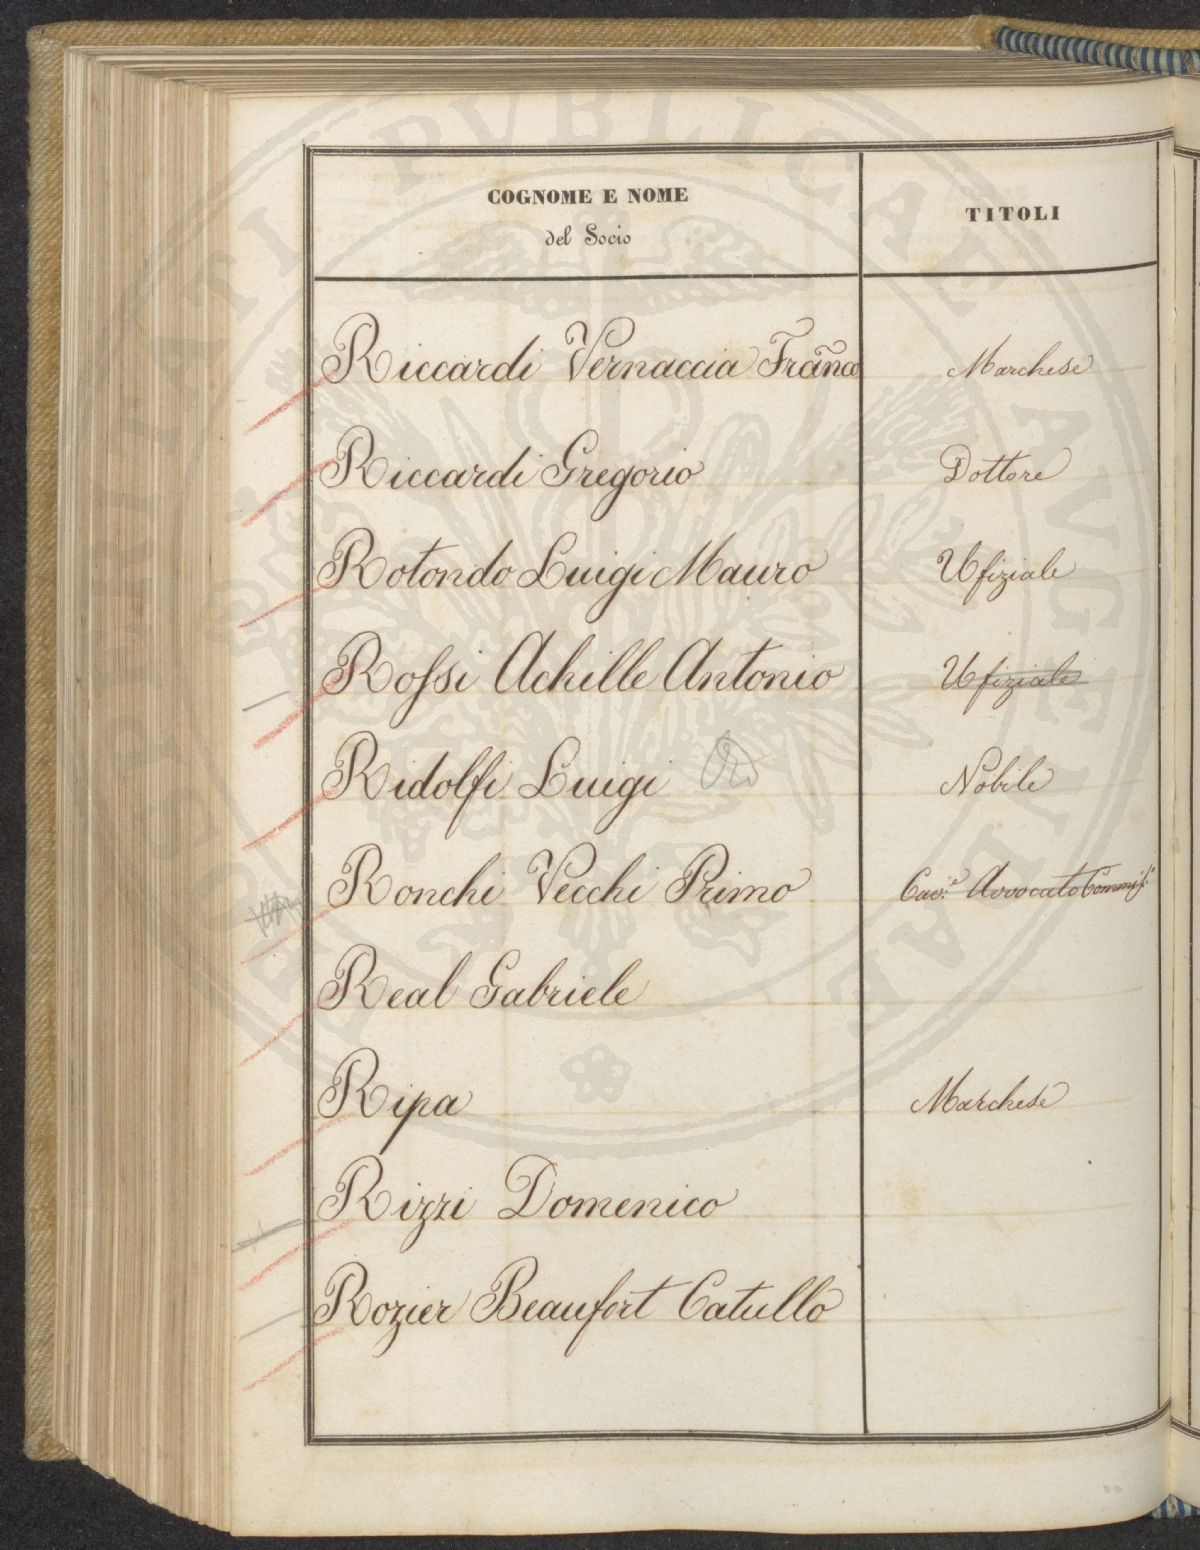 COGNOME E NOME
del Socio
TITOLI
Riccardi Vernaccia Franco Marchese
Riccardi Gregorio Dottore
Rotondo Luigi Mauro Ufiziale
Rossi Achille Antonio Ufiziale
Ridolfi Luigi Nobile
Ronchi Vecchi Primo Cav.e Avvocato
Real Gabriele
Ripa Marchese
Rizzi Domenico
Rozier Beaufort Catullo